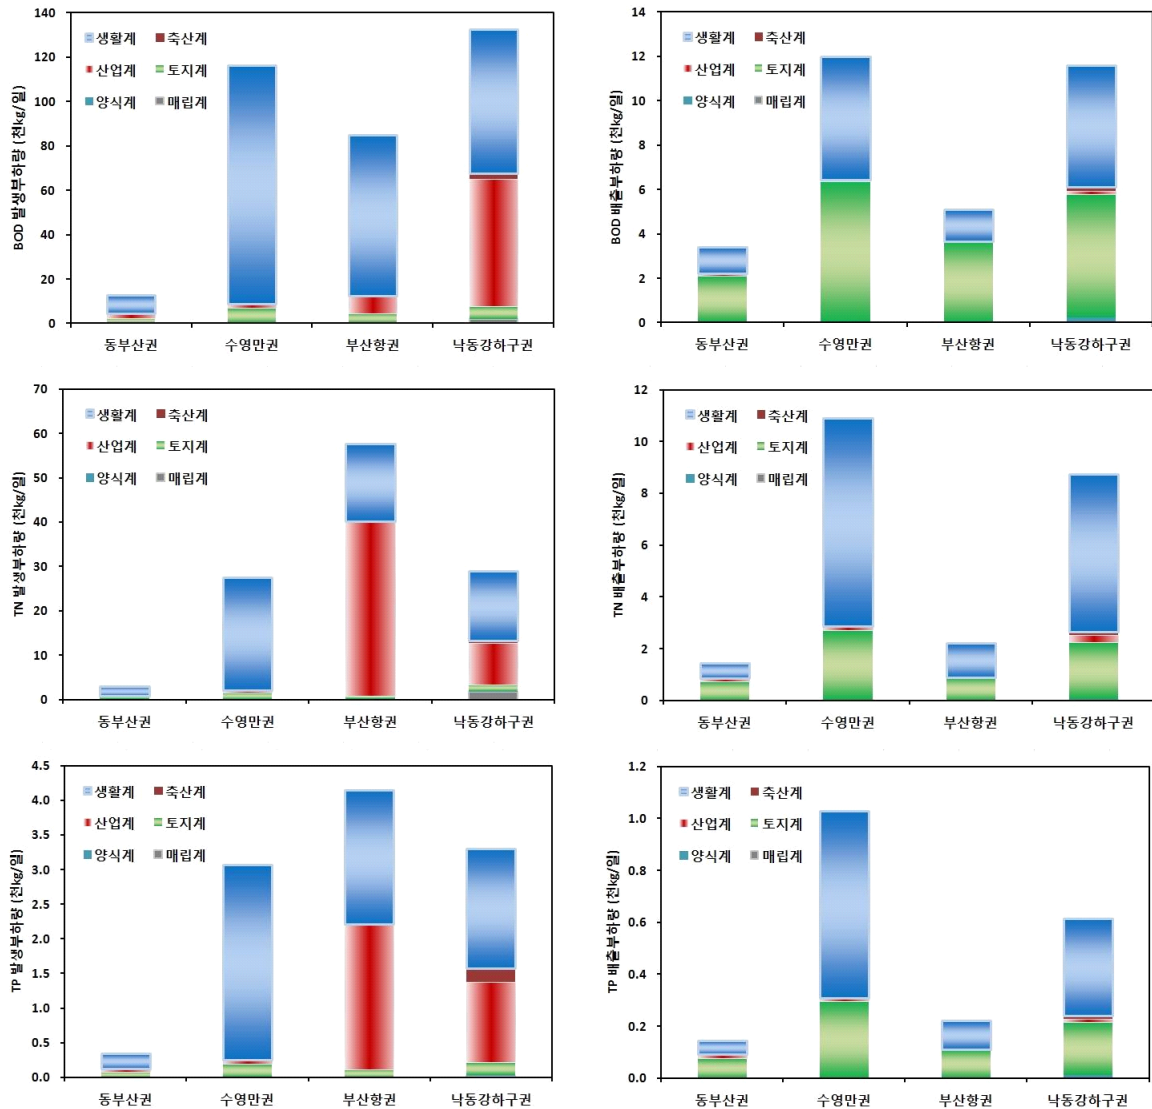 BOD 발생부하량 (천kg/일)
140
120
100
80
60
40
20
0
생활계 축산계
산업계 토지계
양식계 매립계
동부산권 수영만권 부산항권 낙동강하구권
BOD 배출부하량 (천kg/일)
14
12
10
8
6
4
2
0
생활계 축산계
산업계 토지계
양식계 매립계
동부산권 수영만권 부산항권 낙동강하구권
TN 발생부하량 (천kg/일)
70
60
50
40
30
20
10
0
생활계 축산계
산업계 토지계
양식계 매립계
동부산권 수영만권 부산항권 낙동강하구권
TN 배출부하량 (천kg/일)
12
10
8
6
4
2
0
생활계 축산계
산업계 토지계
양식계 매립계
동부산권 수영만권 부산항권 낙동강하구권
TP 발생부하량 (천kg/일)
4.5
4.0
3.5
3.0
2.5
2.0
1.5
1.0
0.5
0.0
생활계 축산계
산업계 토지계
양식계 매립계
동부산권 수영만권 부산항권 낙동강하구권
TP 배출부하량 (천kg/일)
1.2
1.0
0.8
0.6
0.4
0.2
0.0
생활계 축산계
산업계 토지계
양식계 매립계
동부산권 수영만권 부산항권 낙동강하구권